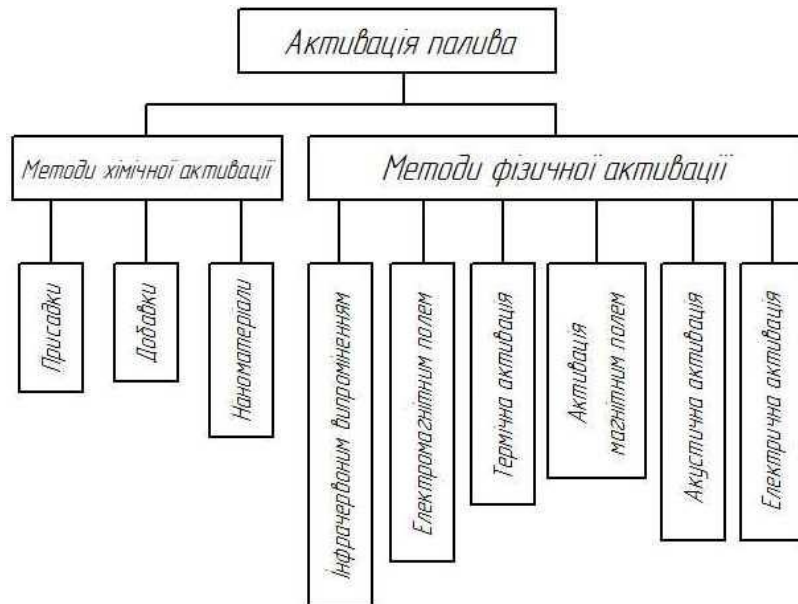 Активація палива
Методи хімічної активації
Методи фізичної активації
Присадки
Добавки
Наноматеріали
Інфрачервоним випроміненням
Електромагнітним полем
Термічна активація
Активація
магнітним полем
Акустична активація
Електрична активація